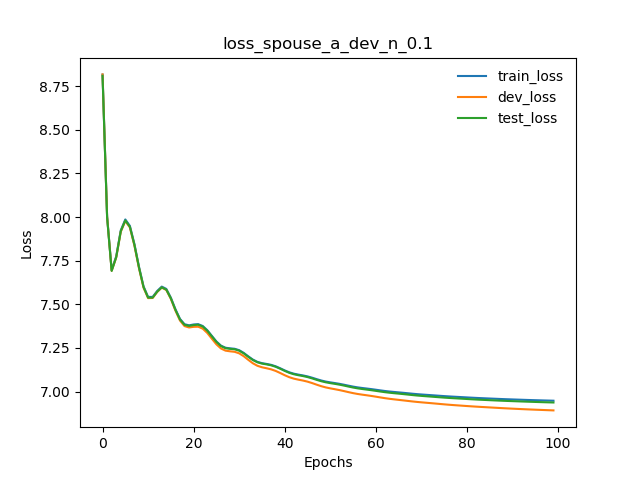 loss_spouse_a_dev_n_0.1
train_loss
dev_loss
test_loss
8.75
8.50
8.25
8.00
7.75
7.50
7.25
7.00
Loss
0 20 40 60 80 100
Epochs